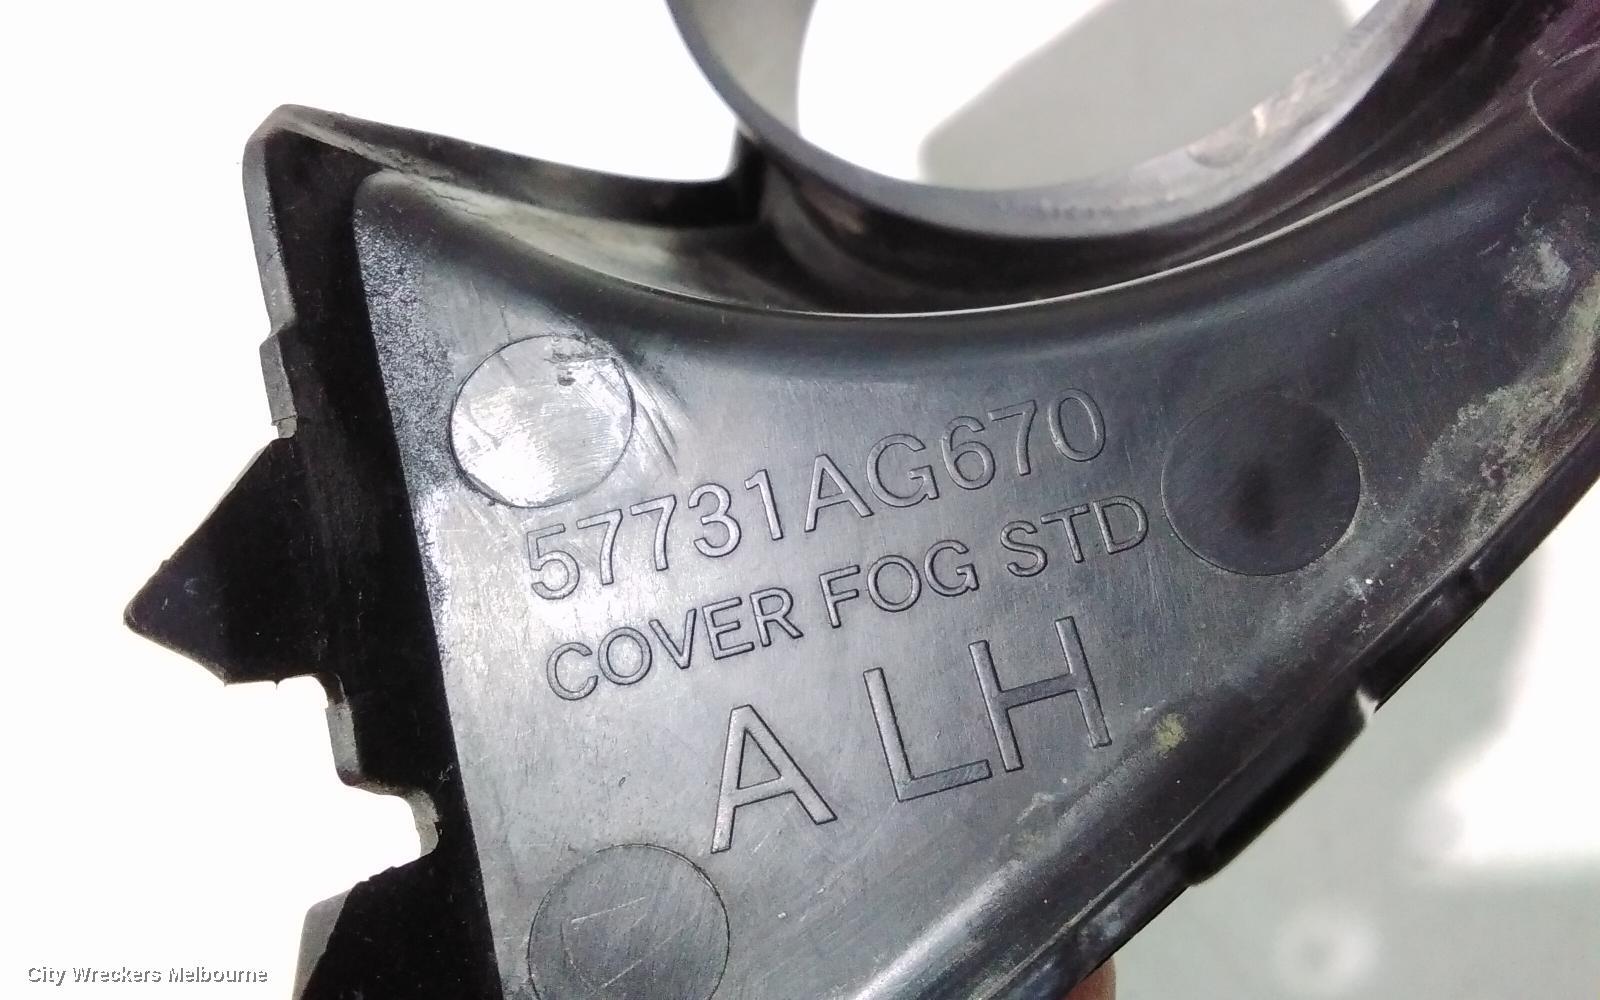 57731AG670
COVER FOG STD
A LH
City Wreckers Melbourne